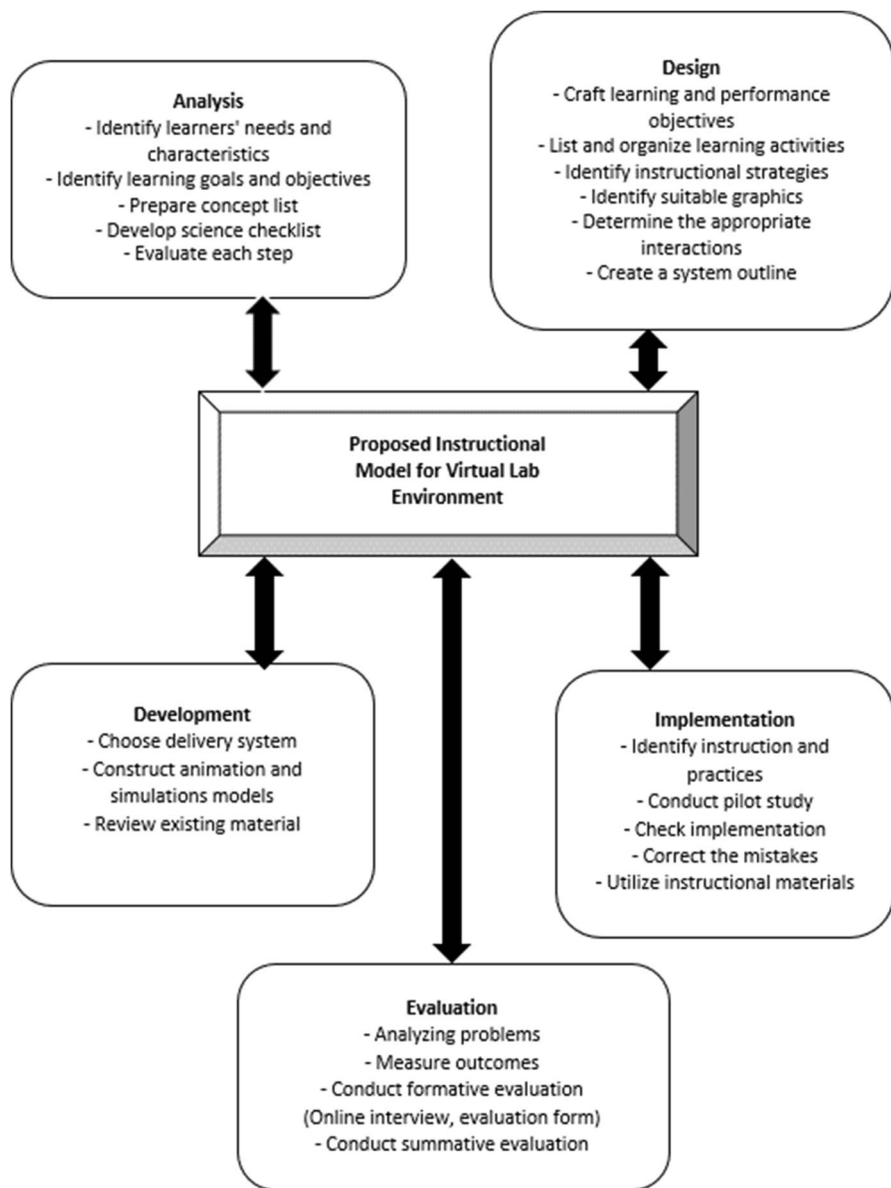 Analysis
- Identify learners' needs and
characteristics
- Identify learning goals and objectives
- Prepare concept list
- Develop science checklist
- Evaluate each step
Design
- Craft learning and performance
objectives
- List and organize learning activities
- Identify instructional strategies
- Identify suitable graphics
- Determine the appropriate
interactions
- Create a system outline
Proposed Instructional
Model for Virtual Lab
Environment
Development
- Choose delivery system
- Construct animation and
simulations models
- Review existing material
Implementation
- Identify instruction and
practices
- Conduct pilot study
- Check implementation
- Correct the mistakes
- Utilize instructional materials
Evaluation
- Analyzing problems
- Measure outcomes
- Conduct formative evaluation
(Online interview, evaluation form)
- Conduct summative evaluation